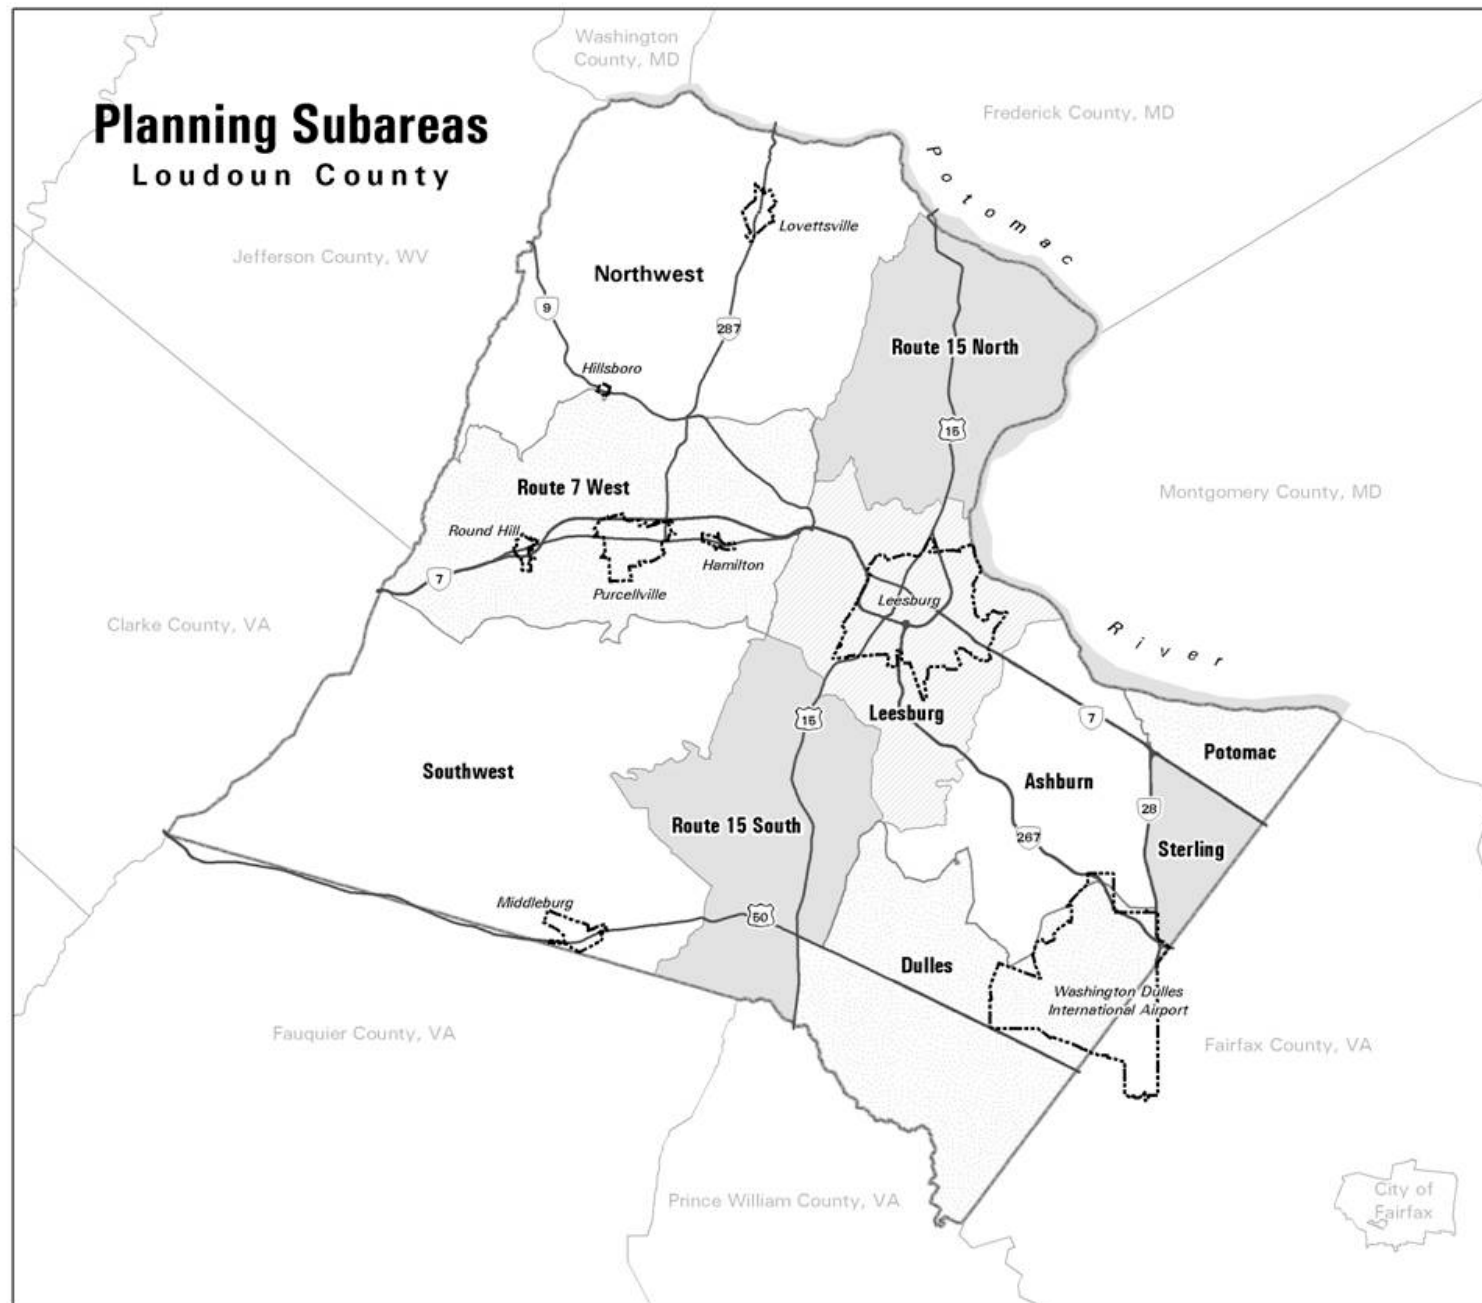 Washington
County, MD
Planning Subareas
Loudoun County
Frederick County, MD
Potomac
Lovettsville
Jefferson County, WV
Northwest
9
287
Route 15 North
Hillsboro
15
Route 7 West
Montgomery County, MD
Round Hill
Hamilton
7
Purcellville
Leesburg
Clarke County, VA
River
15
Leesburg
7
Potomac
Southwest
Ashburn
28
Route 15 South
267
Sterling
Middleburg
50
Dulles
Washington Dulles
International Airport
Fauquier County, VA
Fairfax County, VA
Prince William County, VA
City of
Fairfax